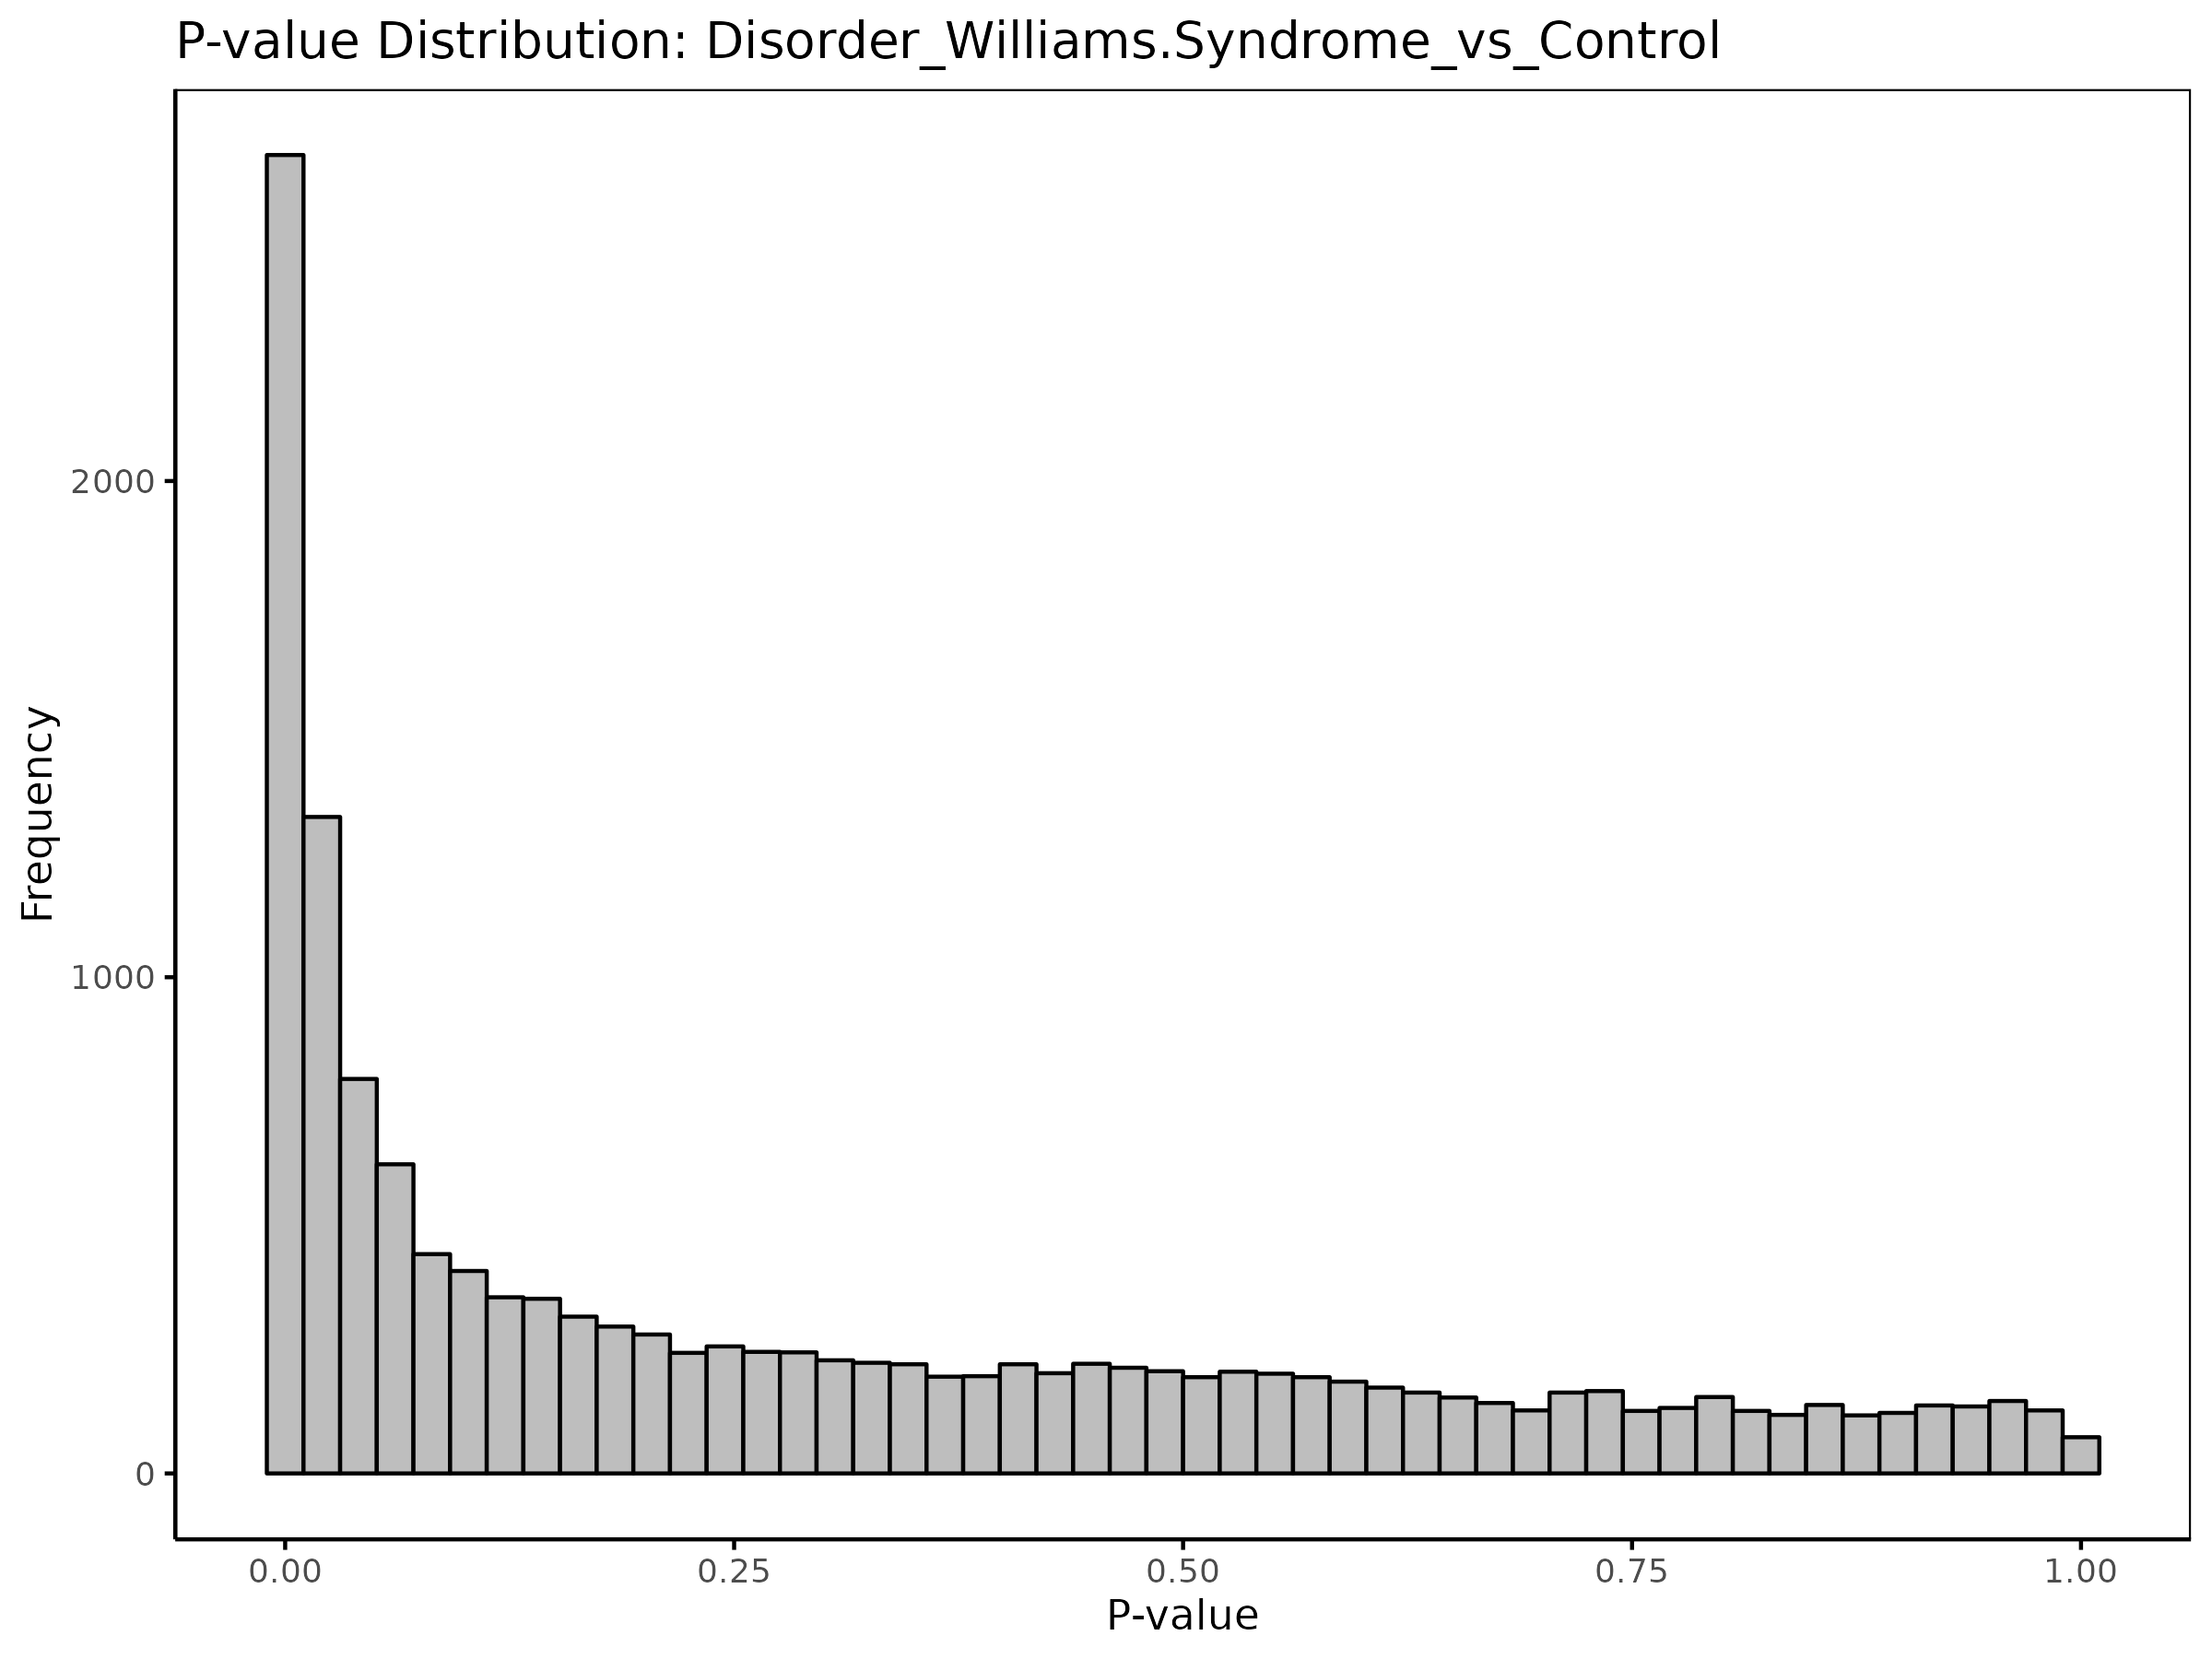 P-value Distribution: Disorder_Williams.Syndrome_vs_Control
Frequency
2000
1000
0
0.00 0.25 0.50 0.75 1.00
P-value